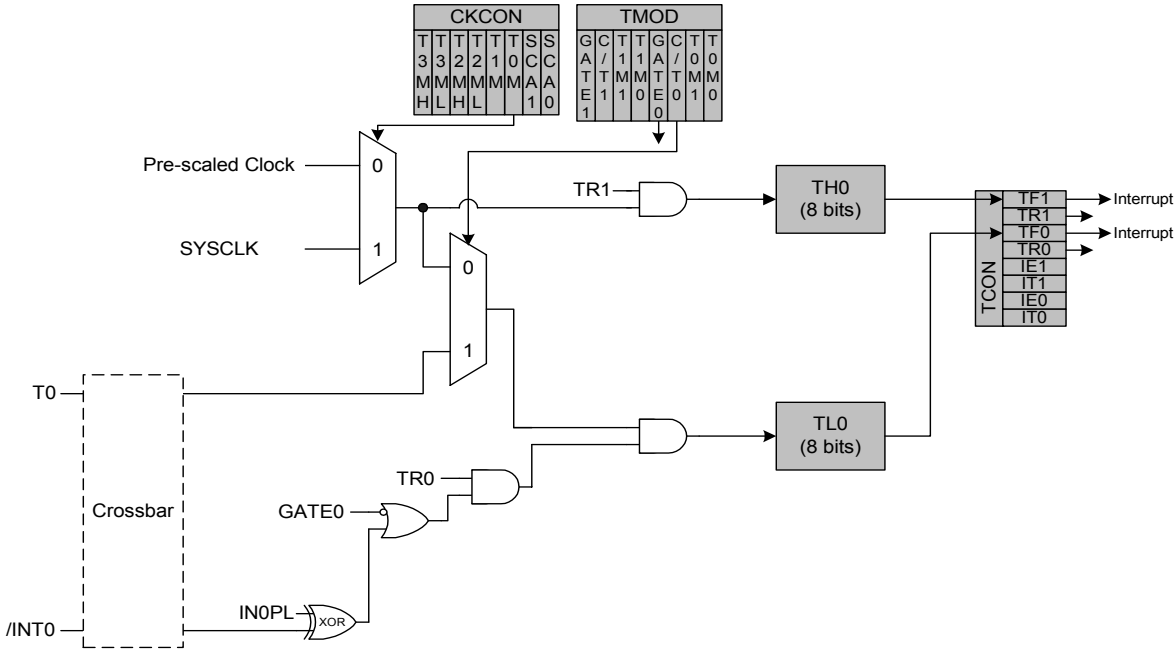 CKCON
T3MH
T3ML
T2MH
T2ML
T1M
T0M
SCA1
SCA0
TMOD
GATE1
C/T1
T1M1
T1M0
GATE0
C/T0
T0M1
T0M0
Pre-scaled Clock
0
SYSCLK
1
TR1
TH0
(8 bits)
TCON
TF1
TR1
TF0
TR0
IE1
IT1
IE0
IT0
Interrupt
Interrupt
0
1
T0
Crossbar
TL0
(8 bits)
TR0
GATE0
IN0PL
XOR
/INT0